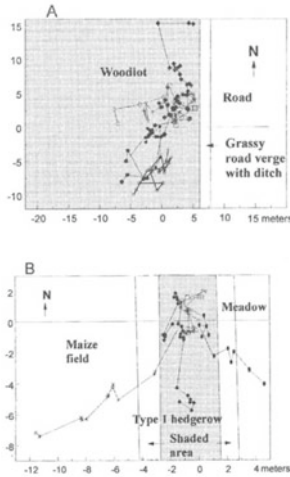 A
Woodlot
N
Road
Grassy
road verge
with ditch
15
10
5
0
-5
-10
-20 -15 -10 -5 0 5 10 15 meters
B
N
Meadow
Maize
field
Type 1 hedgerow
Shaded
area
2
0
-2
-4
-6
-8
-12 -10 -8 -6 -4 -2 0 2 4 meters